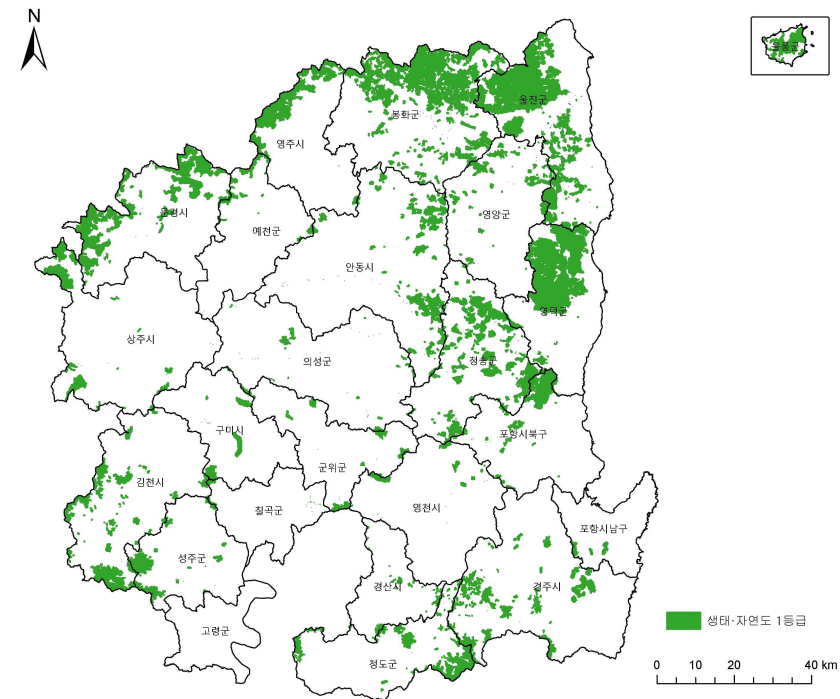 N
울릉군
울진군
봉화군
영주시
문경시
영양군
예천군
안동시
영덕군
상주시
의성군
청송군
구미시
포항시북구
군위군
김천시
칠곡군
영천시
포항시남구
성주군
경산시
경주시
고령군
청도군
생태·자연도 1등급
0 10 20 40 km